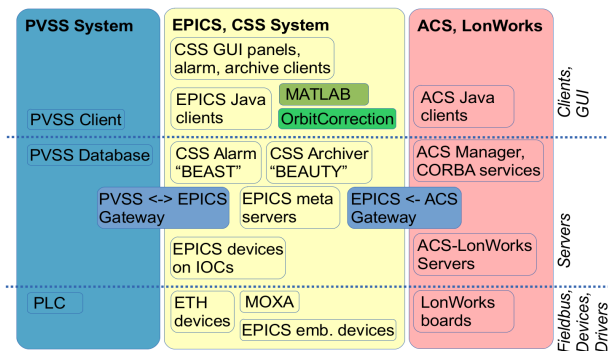 PVSS System
EPICS, CSS System
ACS, LonWorks
CSS GUI panels,
alarm, archive clients
EPICS Java
clients
MATLAB
OrbitCorrection
PVSS Client
ACS Java
clients
Clients,
GUI
PVSS Database
CSS Alarm
“BEAST”
CSS Archiver
“BEAUTY”
ACS Manager,
CORBA services
PVSS <-> EPICS
Gateway
EPICS meta
servers
EPICS <- ACS
Gateway
EPICS devices
on IOCs
ACS-LonWorks
Servers
Servers
PLC
ETH
devices
MOXA
EPICS emb. devices
LonWorks
boards
Fieldbus,
Devices,
Drivers